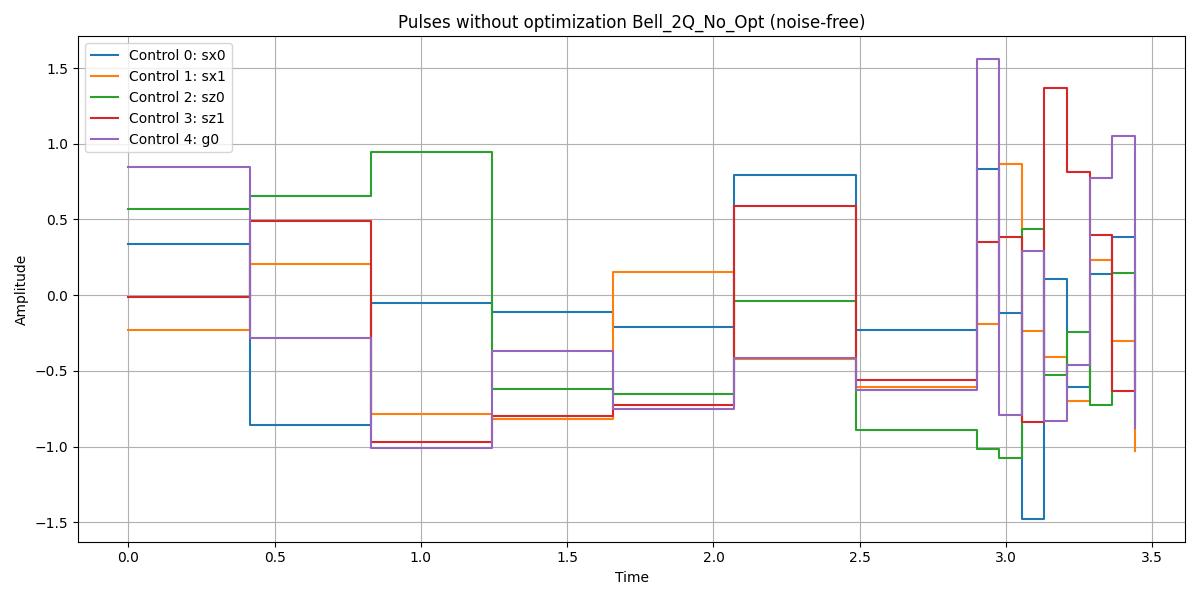 Pulses without optimization Bell_2Q_No_Opt (noise-free)
Control 0: sx0
Control 1: sx1
Control 2: sz0
Control 3: sz1
Control 4: g0
Amplitude
1.5
1.0
0.5
0.0
−0.5
−1.0
−1.5
0.0 0.5 1.0 1.5 2.0 2.5 3.0 3.5
Time